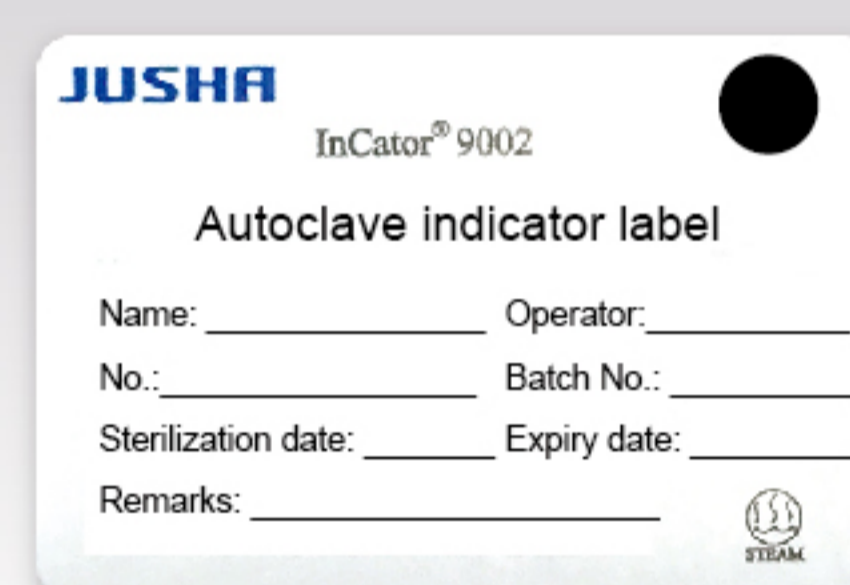 JUSHA
InCator® 9002
Autoclave indicator label
Name: Operator:
No.: Batch No.:
Sterilization date: Expiry date:
Remarks:
STEAM